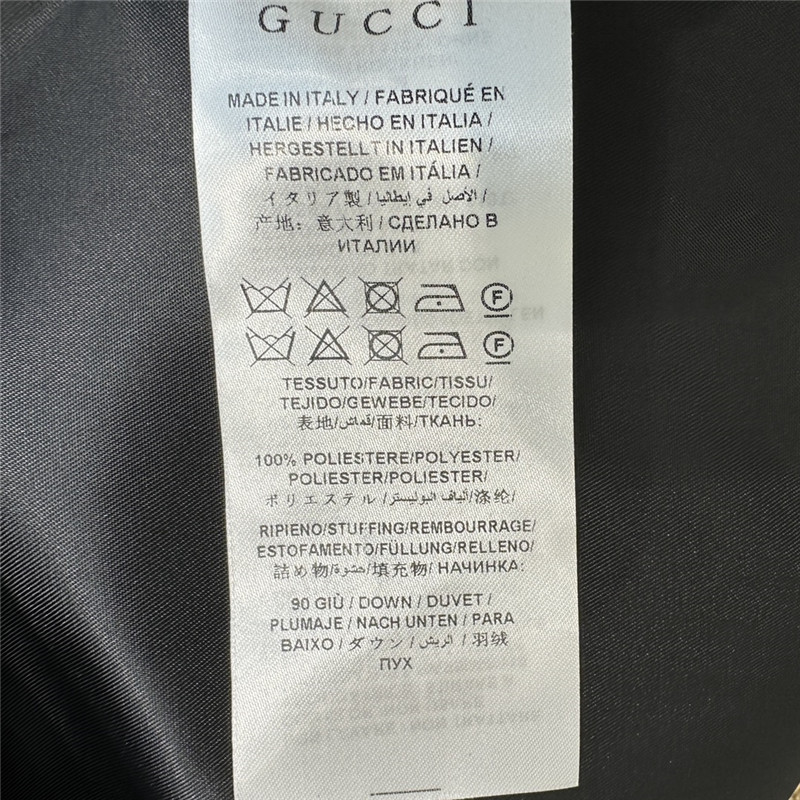 GUCCI
MADE IN ITALY / FABRIQUÉ EN
ITALIE / HECHO EN ITALIA /
HERGESTELLT IN ITALIEN /
FABRICADO EM ITÁLIA /
イタリア製 / الأصل في إيطاليا /
产地: 意大利 / СДЕЛАНО В
ИТАЛИИ
F
F
TESSUTO/FABRIC/TISSU/
TEJIDO/GEWEBE/TECIDO/
表地/قماش/面料/ТКАНЬ:
100% POLIESTERE/POLYESTER/
POLIESTER/POLIESTER/
ポリエステル /ألياف البوليستر/涤纶/
RIPIENO/STUFFING/REMBOURRAGE/
ESTOFAMENTO/FÜLLUNG/RELLENO/
詰め物/حشوة/填充物/ НАЧИНКА:
90 GIÙ / DOWN / DUVET /
PLUMAJE / NACH UNTEN / PARA
BAIXO / ダウン / الريش / 羽绒
ПУХ